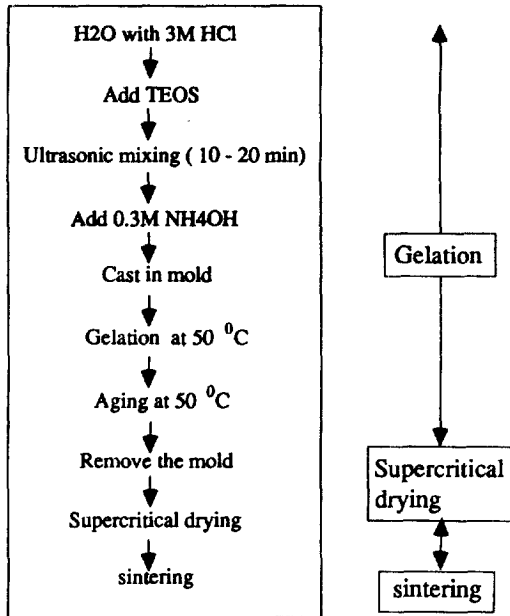 H2O with 3M HCl
Add TEOS
Ultrasonic mixing ( 10 - 20 min)
Add 0.3M NH4OH
Cast in mold
Gelation at 50 ⁰C
Aging at 50 ⁰C
Remove the mold
Supercritical drying
sintering
Gelation
Supercritical
drying
sintering